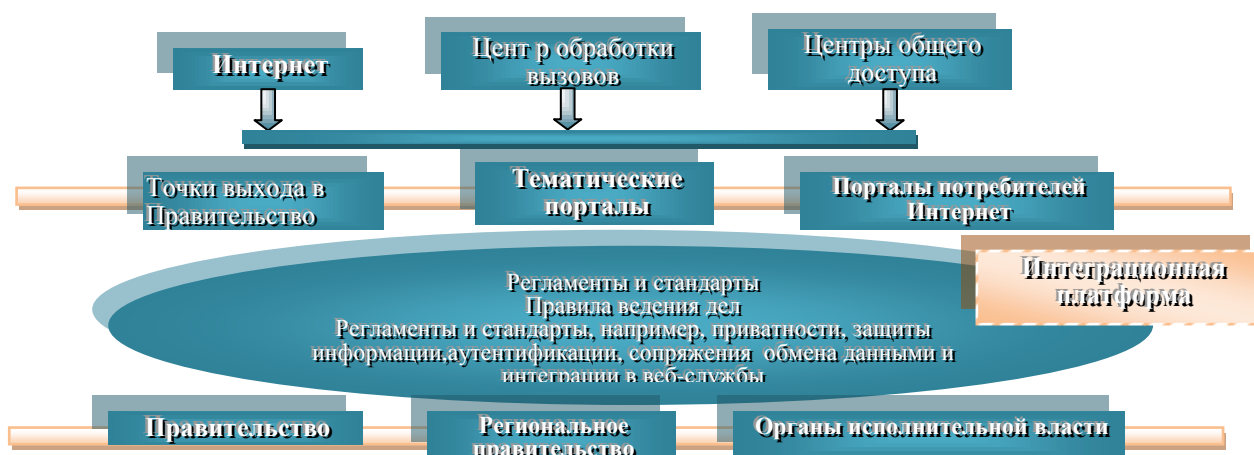 Интернет
Цент р обработки
вызовов
Центры общего
доступа
Точки выхода в
Правительство
Тематические
порталы
Порталы потребителей
Интернет
Интеграционная
платформа
Регламенты и стандарты
Правила ведения дел
Регламенты и стандарты, например, приватности, защиты
информации,аутентификации, сопряжения обмена данными и
интеграции в веб-службы
Правительство
Региональное
правительство
Органы исполнительной власти